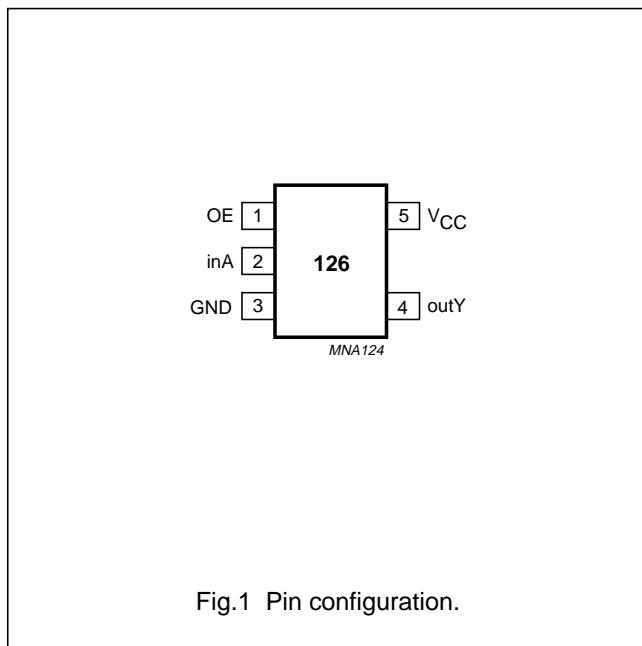 OE 1 5 VCC
inA 2 126
GND 3 4 outY
MNA124
Fig.1 Pin configuration.